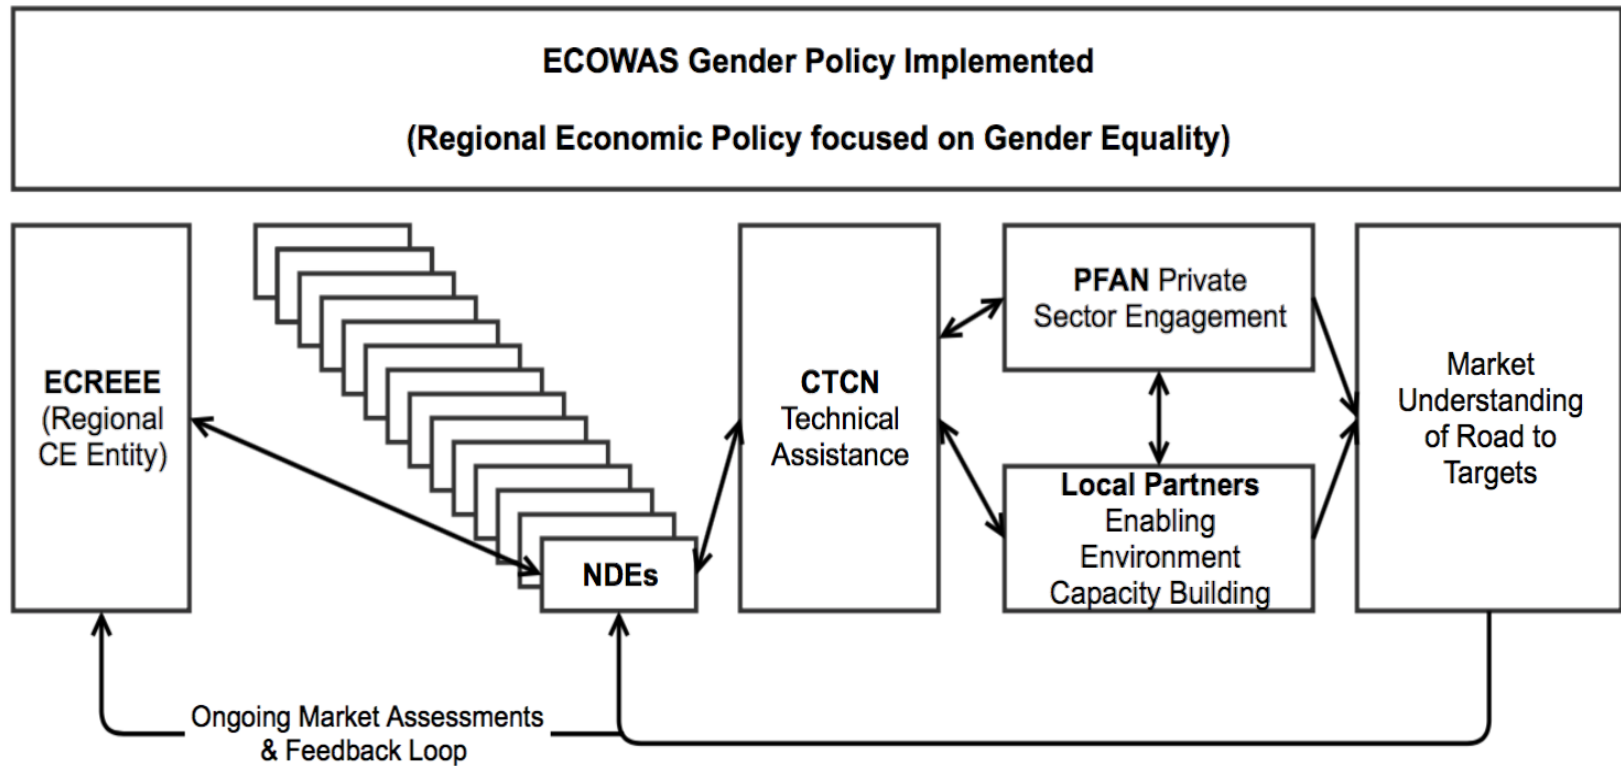 ECOWAS Gender Policy Implemented
(Regional Economic Policy focused on Gender Equality)
ECREEE
(Regional
CE Entity)
NDEs
CTCN
Technical
Assistance
PFAN Private
Sector Engagement
Local Partners
Enabling
Environment
Capacity Building
Market
Understanding
of Road to
Targets
Ongoing Market Assessments
& Feedback Loop